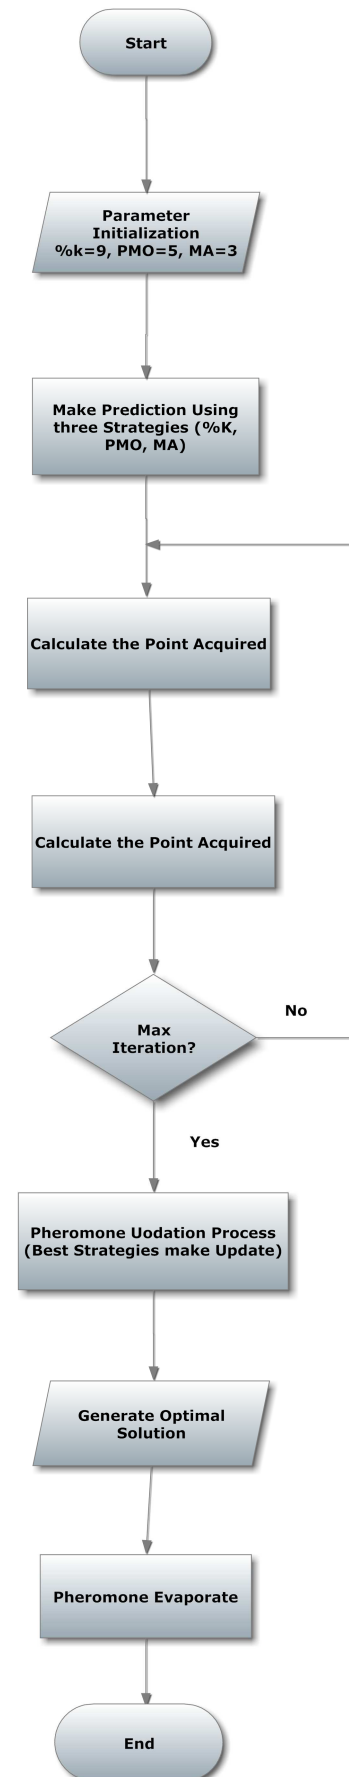 Start
Parameter
Initialization
%k=9, PMO=5, MA=3
Make Prediction Using
three Strategies (%K,
PMO, MA)
Calculate the Point Acquired
Calculate the Point Acquired
Max
Iteration?
No
Yes
Pheromone Uodation Process
(Best Strategies make Update)
Generate Optimal
Solution
Pheromone Evaporate
End